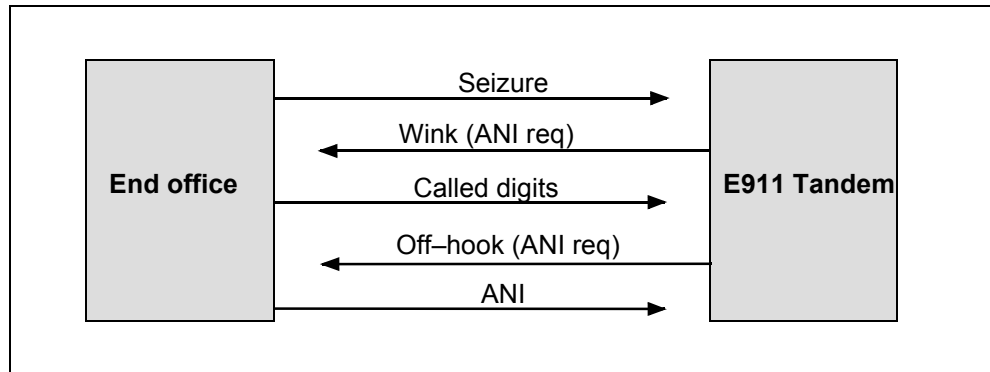 Seizure
Wink (ANI req)
End office
E911 Tandem
Called digits
Off–hook (ANI req)
ANI